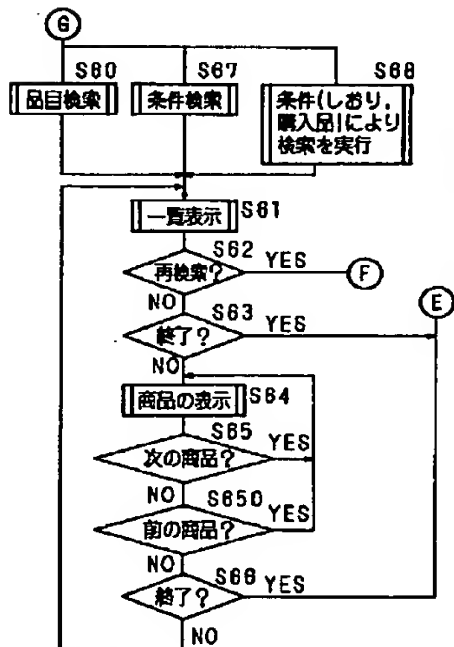 G
S60
S67
S68
品目検索
条件検索
条件(しおり,
購入品)により
検索を実行
一覧表示
S61
S62
再検索?
YES
F
E
NO
S63
終了?
YES
NO
商品の表示
S64
S65
次の商品?
YES
NO
S650
前の商品?
YES
NO
S66
終了?
YES
NO